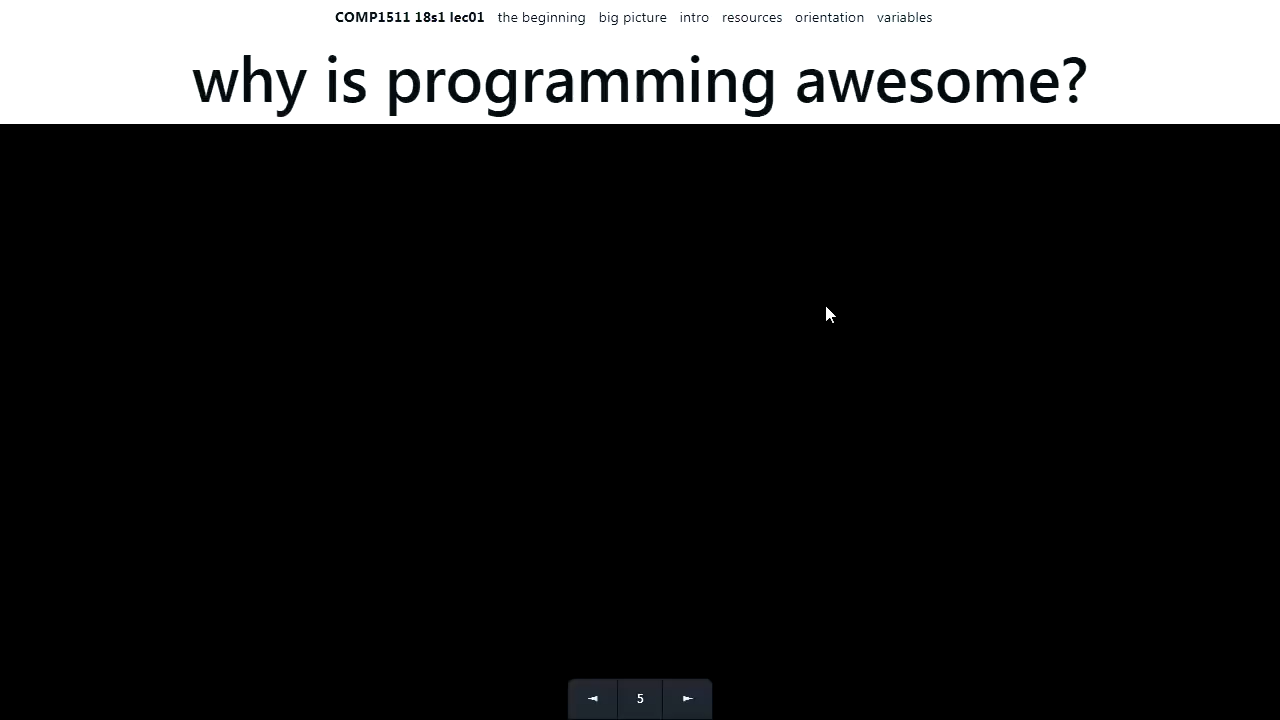 COMP1511 18s1 lec01 the beginning big picture intro resources orientation variables
why is programming awesome?
◄ 5 ►